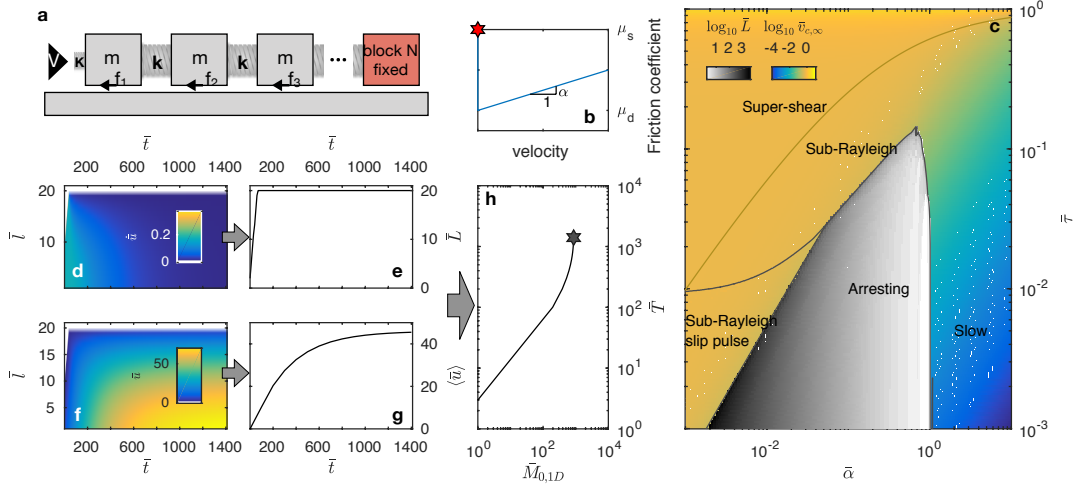 a
V
K
m
f1
k
m
f2
k
m
f3
...
block N
fixed
μs
α
1
μd
b
velocity
Friction coefficient
log10 L̄
1 2 3
log10 v̄c,∞
-4 -2 0
c
Super-shear
Sub-Rayleigh
Arresting
Sub-Rayleigh
slip pulse
Slow
10^0
10^-1
10^-2
10^-3
τ̄
10^-2
10^0
ᾱ
t̄
200 600 1000 1400
20
10
l̄
ū
0.2
0
d
t̄
200 600 1000 1400
20
10
0
L̄
e
20
15
10
5
l̄
ū
50
0
f
200 600 1000 1400
t̄
40
20
0
⟨ū⟩
g
200 600 1000 1400
t̄
h
10^4
10^3
10^2
10^1
10^0
T̄
10^0
10^2
10^4
M̄0,1D